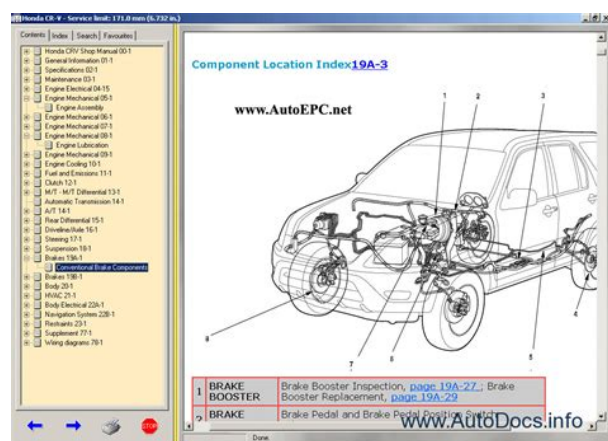 Honda CR-V - Service limit: 171.0 mm (6.732 in.)
Contents
Index
Search
Favourites
Honda CRV Shop Manual 00-1
General Information 01-1
Specifications 02-1
Maintenance 03-1
Engine Electrical 04-15
Engine Mechanical 05-1
Engine Assembly
Engine Mechanical 06-1
Engine Mechanical 07-1
Engine Mechanical 08-1
Engine Lubrication
Engine Mechanical 09-1
Engine Cooling 10-1
Fuel and Emissions 11-1
Clutch 12-1
M/T - M/T Differential 13-1
Automatic Transmission 14-1
A/T 14-1
Rear Differential 15-1
Driveline/Axle 16-1
Steering 17-1
Suspension 18-1
Brakes 19A-1
Conventional Brake Components
Brakes 19B-1
Body 20-1
HVAC 21-1
Body Electrical 22A-1
Navigation System 22B-1
Restraints 23-1
Supplement 77-1
Wiring diagrams 78-1
STOP
Component Location Index19A-3
www.AutoEPC.net
1
2
3
4
5
6
7
8
1 BRAKE BOOSTER Brake Booster Inspection, page 19A-27 ; Brake
Booster Replacement, page 19A-29
2 BRAKE Brake Pedal and Brake Pedal Position Switch
www.AutoDocs.info
Done